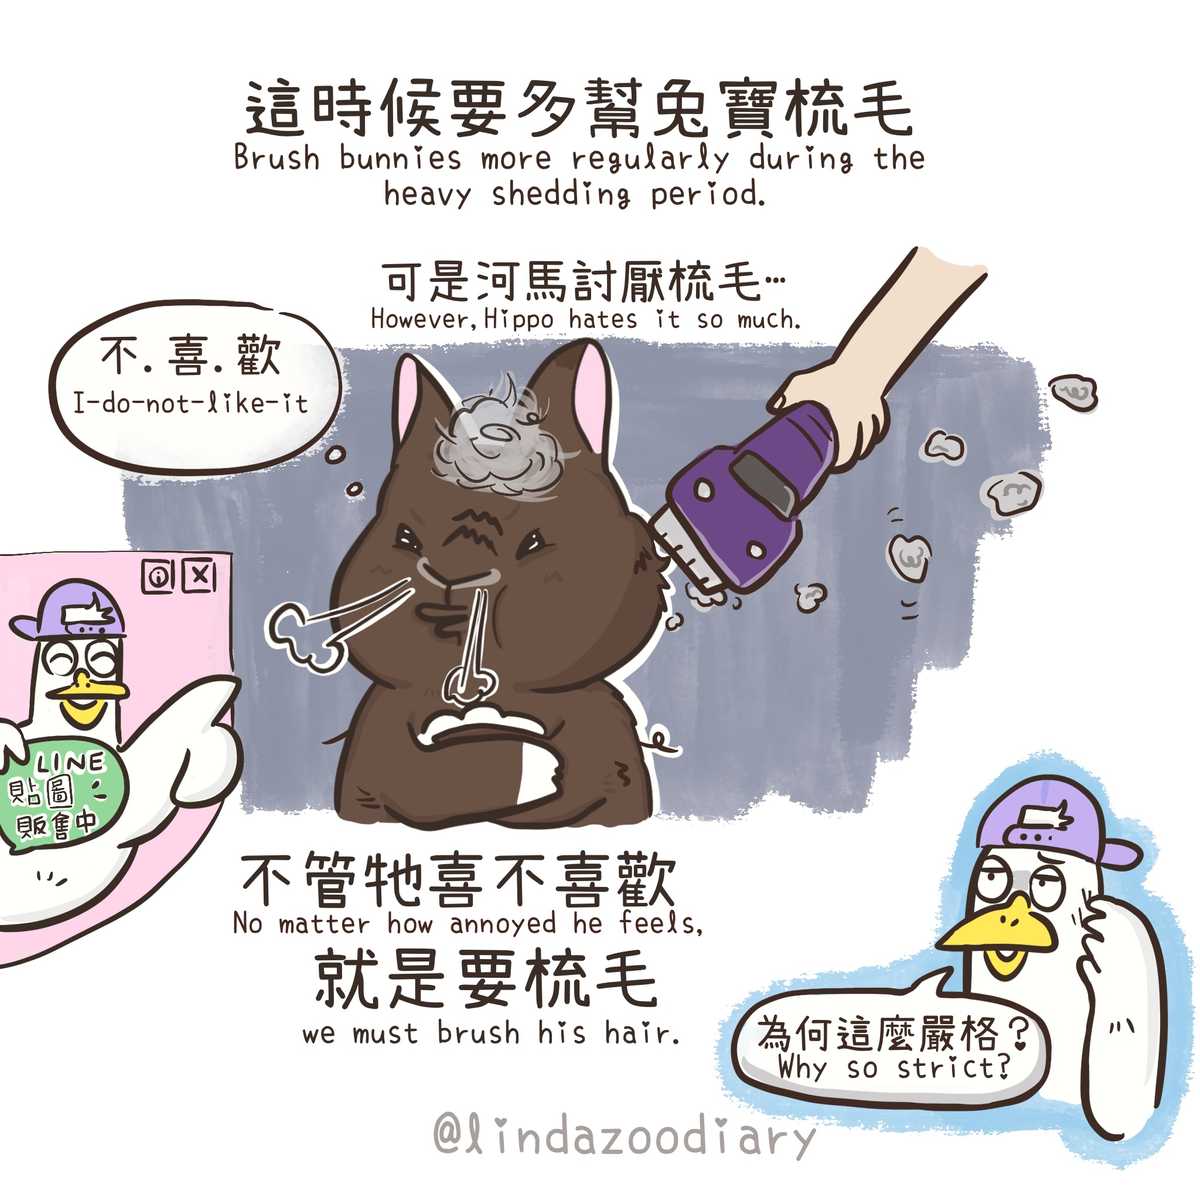 這時候要多幫兔寶梳毛
Brush bunnies more regularly during the
heavy shedding period.
可是河馬討厭梳毛…
However, Hippo hates it so much.
不.喜.歡
I-do-not-like-it
LINE
貼圖
販售中
不管牠喜不喜歡
No matter how annoyed he feels,
就是要梳毛
we must brush his hair.
為何這麼嚴格？
Why so strict?
@lindazoodiary